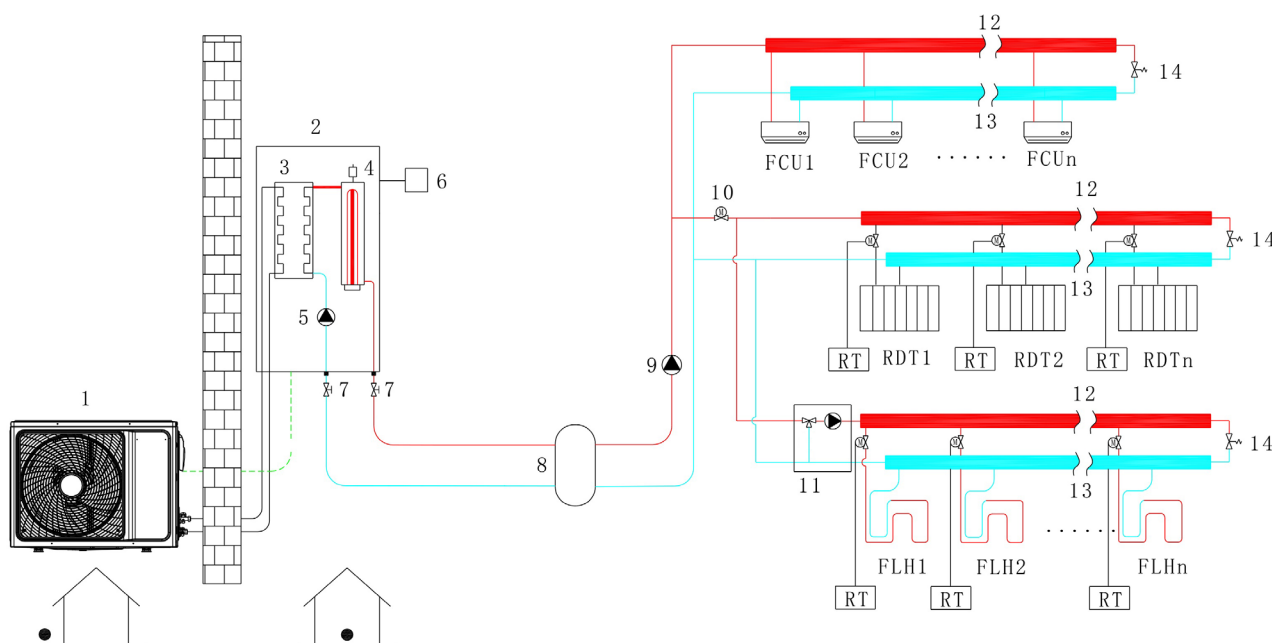 12
14
13
FCU1 FCU2 ...... FCUn
2
3 4
6
5
7 7
1
8
9
10
12
14
13
RDT1 RDT2 RDTn
RT RT RT
12
14
13
11
FLH1 FLH2 ...... FLHn
RT RT RT
M
M M M
M M M